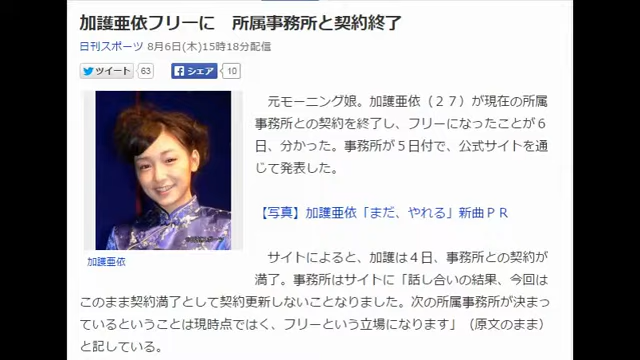 加護亜依フリーに　所属事務所と契約終了
日刊スポーツ 8月6日(木)15時18分配信
ツイート 63 シェア 10
元モーニング娘。加護亜依（２７）が現在の所属
事務所との契約を終了し、フリーになったことが６
日、分かった。事務所が５日付で、公式サイトを通
じて発表した。
【写真】加護亜依「まだ、やれる」新曲ＰＲ
加護亜依
サイトによると、加護は４日、事務所との契約が
満了。事務所はサイトに「話し合いの結果、今回は
このまま契約満了として契約更新しないことなりました。次の所属事務所が決まっ
ているということは現時点ではく、フリーという立場になります」（原文のまま）
と記している。